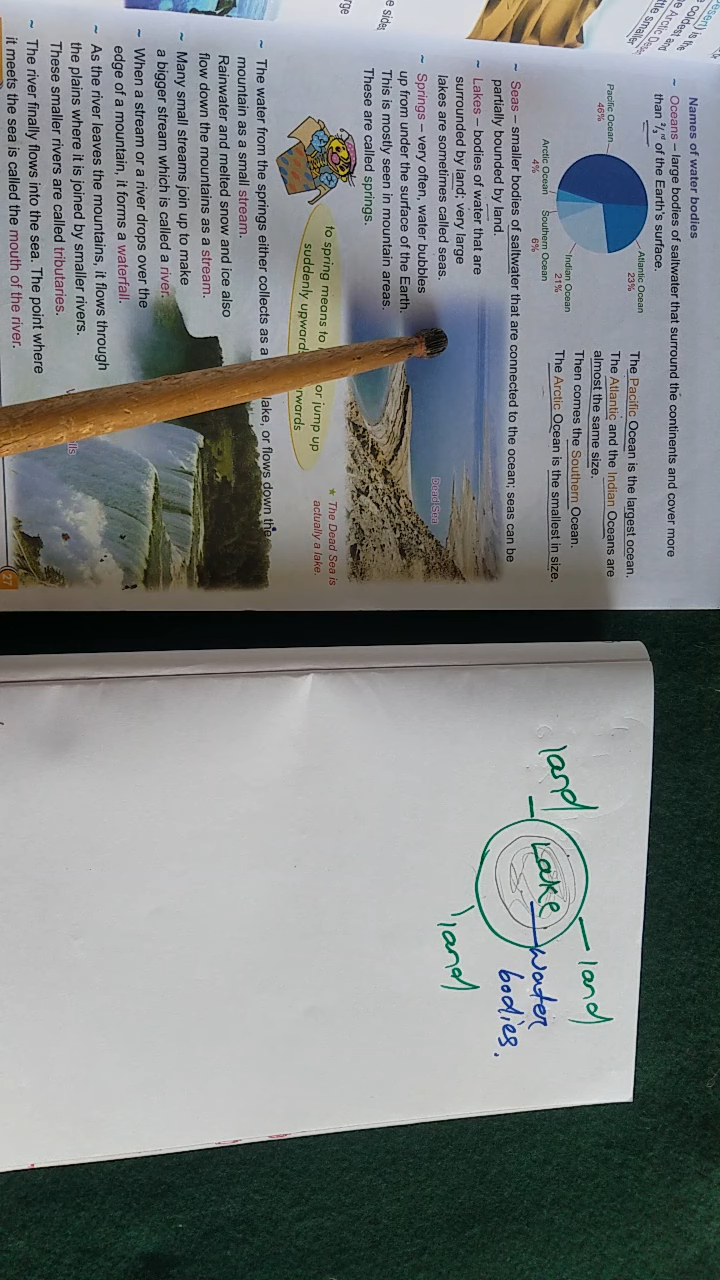 Names of water bodies
~ Oceans – large bodies of saltwater that surround the continents and cover more
than 2/3rd of the Earth's surface.
Pacific Ocean
46%
Atlantic Ocean
23%
Indian Ocean
21%
Southern Ocean
6%
Arctic Ocean
4%
The Pacific Ocean is the largest ocean.
The Atlantic and the Indian Oceans are
almost the same size.
Then comes the Southern Ocean.
The Arctic Ocean is the smallest in size.
~ Seas – smaller bodies of saltwater that are connected to the ocean; seas can be
partially bounded by land.
~ Lakes – bodies of water that are
surrounded by land; very large
lakes are sometimes called seas.
~ Springs – very often, water bubbles
up from under the surface of the Earth.
This is mostly seen in mountain areas.
These are called springs.
Dead Sea
★ The Dead Sea is
actually a lake.
to spring means to or jump up
suddenly upward
~ The water from the springs either collects as a lake, or flows down the
mountain as a small stream.
Rainwater and melted snow and ice also
flow down the mountains as a stream.
~ Many small streams join up to make
a bigger stream which is called a river.
~ When a stream or a river drops over the
edge of a mountain, it forms a waterfall.
~ As the river leaves the mountains, it flows through
the plains where it is joined by smaller rivers.
These smaller rivers are called tributaries.
~ The river finally flows into the sea. The point where
it meets the sea is called the mouth of the river.
27
land
land
Lake
Water
bodies.
land